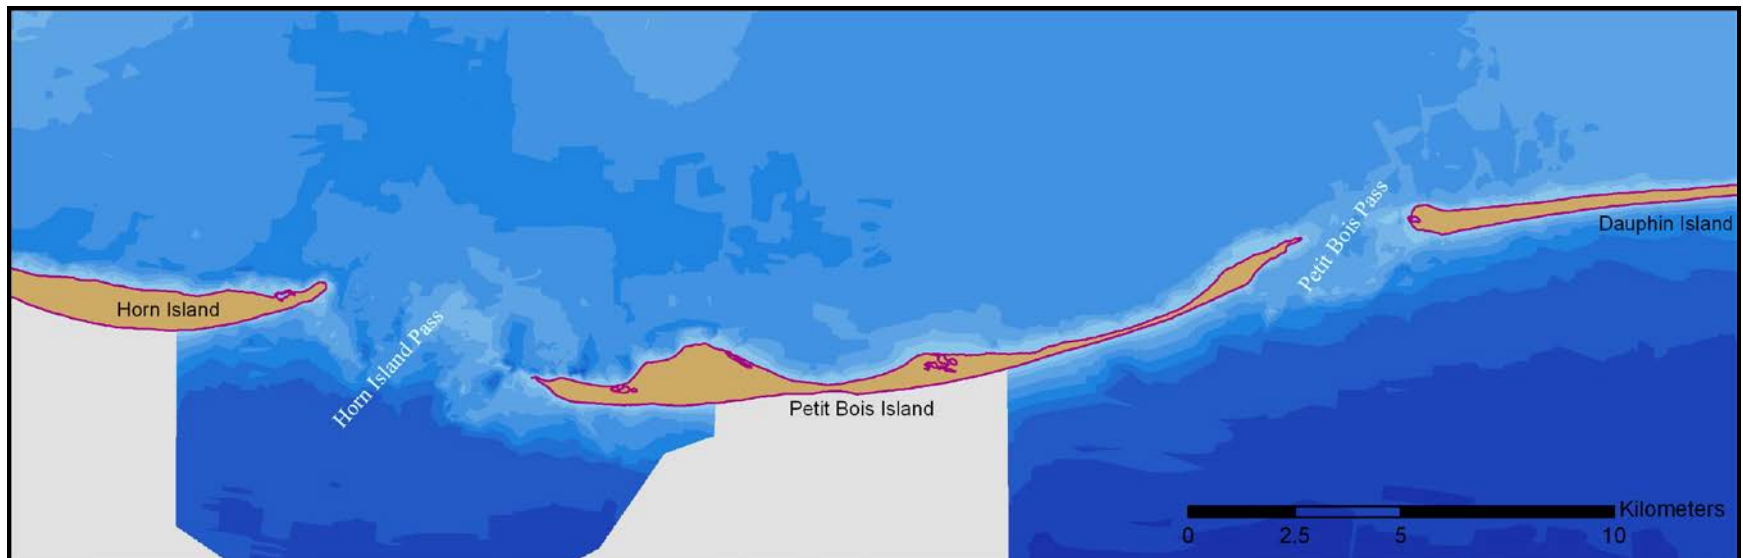 Horn Island
Horn Island Pass
Petit Bois Island
Petit Bois Pass
Dauphin Island
Kilometers
0 2.5 5 10